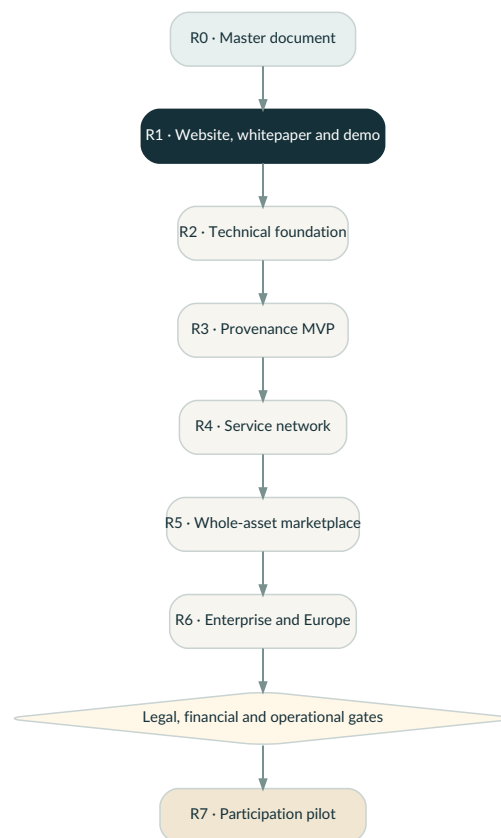 R0 · Master document
R1 · Website, whitepaper and demo
R2 · Technical foundation
R3 · Provenance MVP
R4 · Service network
R5 · Whole-asset marketplace
R6 · Enterprise and Europe
Legal, financial and operational gates
R7 · Participation pilot